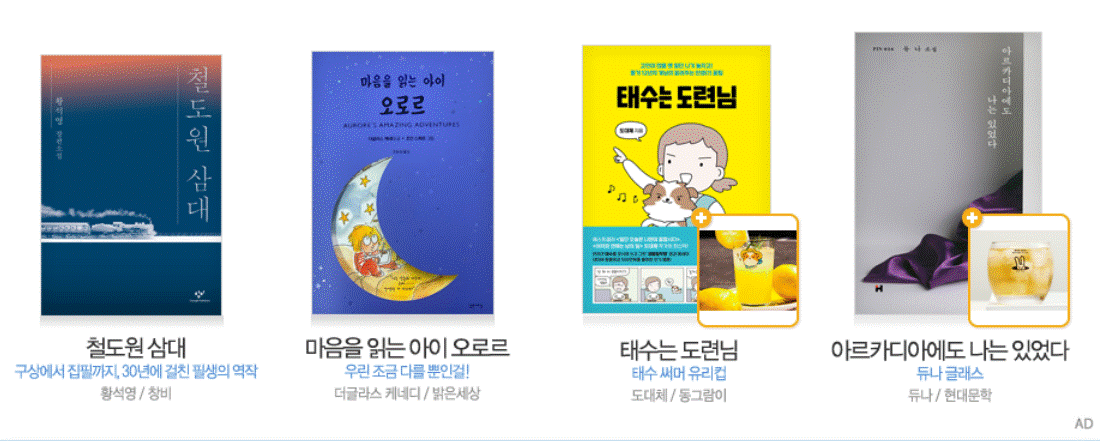 철도원 삼대
황석영 장편소설
마음을 읽는 아이
오로르
AURORE'S AMAZING ADVENTURES
태수는 도련님
도대체 지음
PIN
듀나 소설
아르카디아에도
나는 있었다
철도원 삼대
구상에서 집필까지, 30년에 걸친 필생의 역작
황석영 / 창비
마음을 읽는 아이 오로르
우린 조금 다를 뿐인걸!
더글라스 케네디 / 밝은세상
태수는 도련님
태수 써머 유리컵
도대체 / 동그람이
아르카디아에도 나는 있었다
듀나 글래스
듀나 / 현대문학
AD